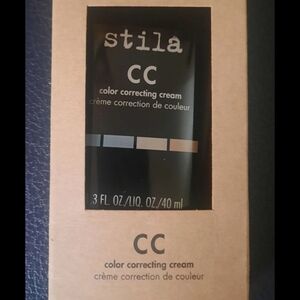 stila
CC
color correcting cream
crème correction de couleur
3 FL. OZ./LIQ. OZ./40 ml
CC
color correcting cream
crème correction de couleur